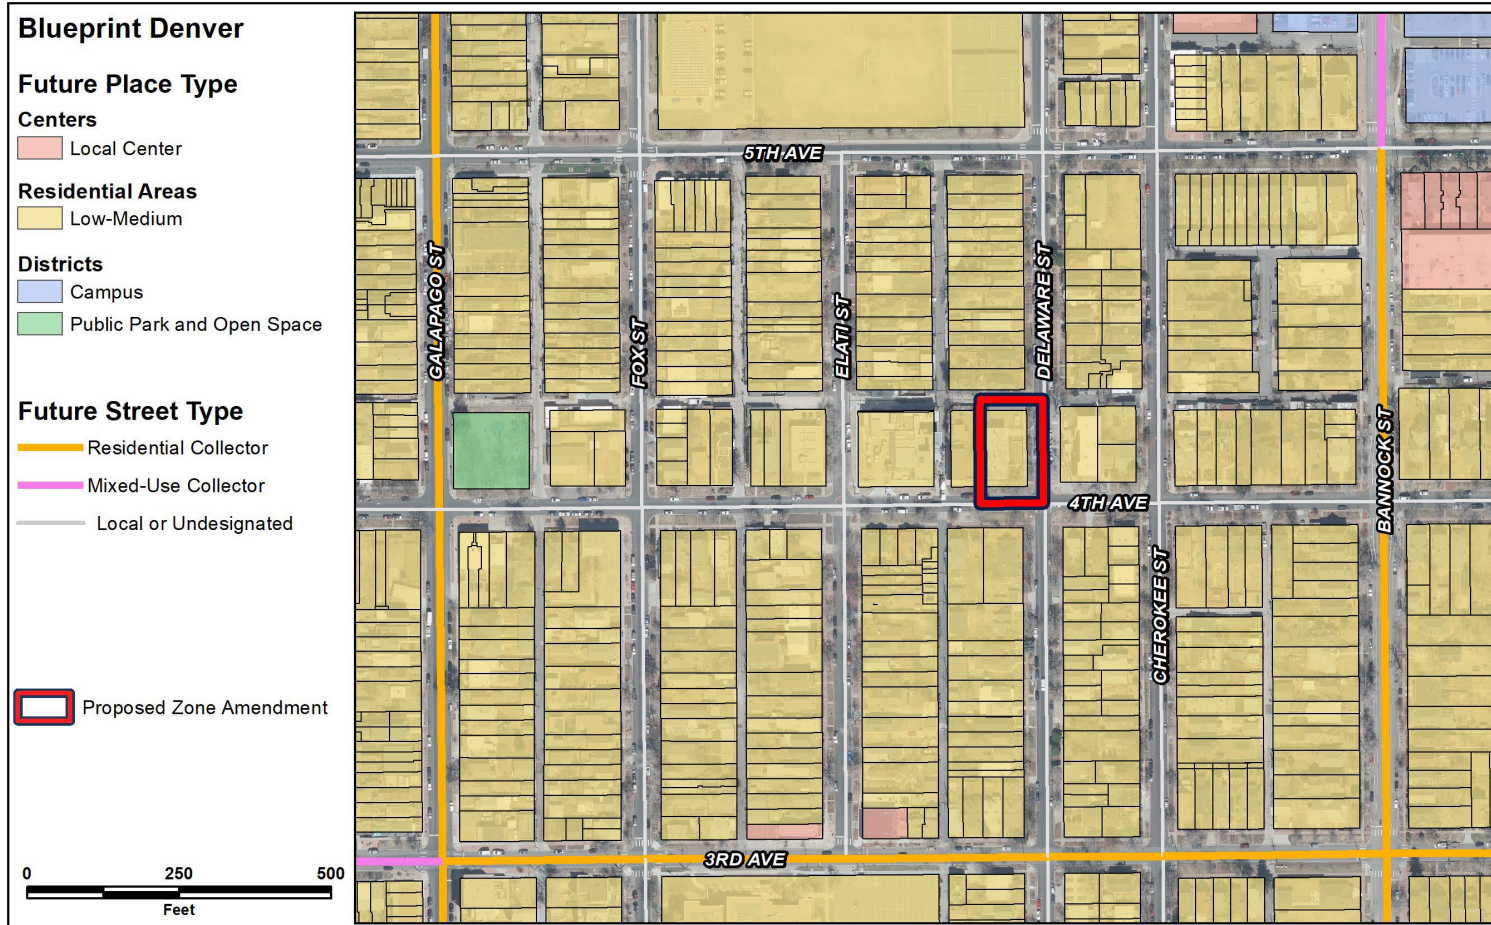 Blueprint Denver
Future Place Type
Centers
Local Center
Residential Areas
Low-Medium
Districts
Campus
Public Park and Open Space
Future Street Type
Residential Collector
Mixed-Use Collector
Local or Undesignated
Proposed Zone Amendment
0 250 500
Feet
5TH AVE
GALAPAGO ST
FOX ST
ELATI ST
DELAWARE ST
BANNOCK ST
4TH AVE
CHEROKEE ST
3RD AVE